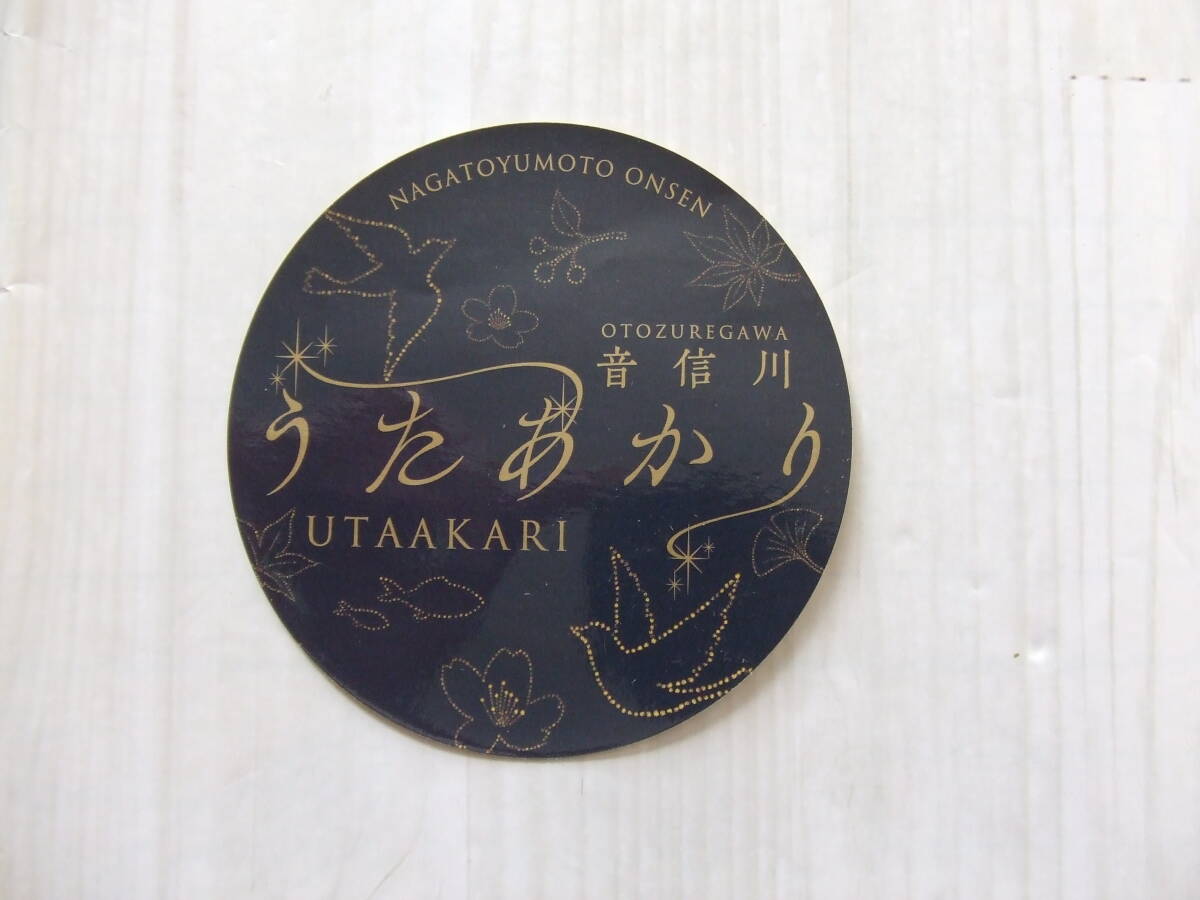 NAGATOYUMOTO ONSEN
OTOZUREGAWA
音信川
うたあかり
UTAAKARI